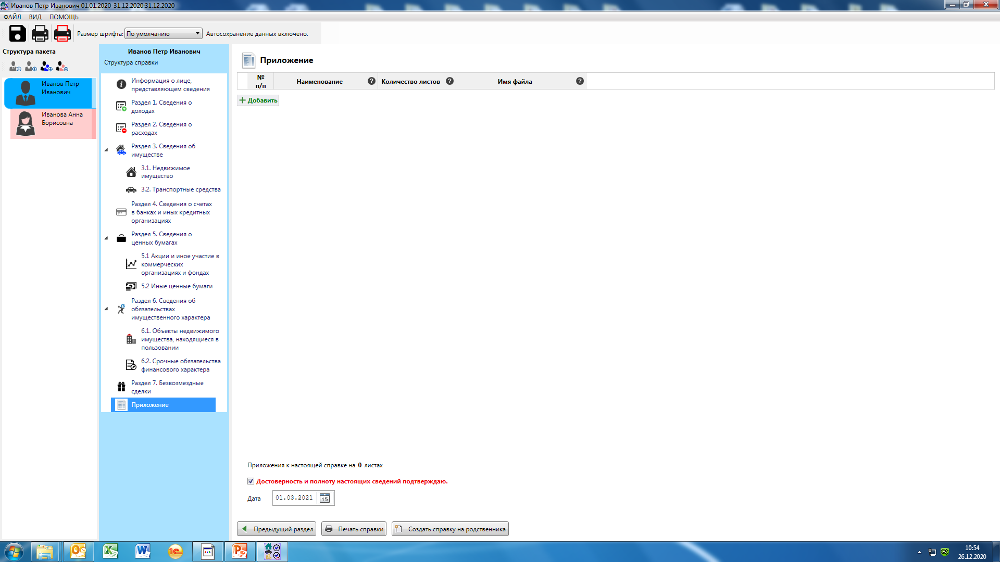 Иванов Петр Иванович 01.01.2020-31.12.2020:31.12.2020
ФАЙЛ ВИД ПОМОЩЬ
Размер шрифта: По умолчанию Автосохранение данных включено.
Структура пакета
Иванов Петр
Иванович
Иванова Анна
Борисовна
Иванов Петр Иванович
Структура справки
Информация о лице,
представляющем сведения
Раздел 1. Сведения о
доходах
Раздел 2. Сведения о
расходах
Раздел 3. Сведения об
имуществе
3.1. Недвижимое
имущество
3.2. Транспортные средства
Раздел 4. Сведения о счетах
в банках и иных кредитных
организациях
Раздел 5. Сведения о
ценных бумагах
5.1 Акции и иное участие в
коммерческих
организациях и фондах
5.2 Иные ценные бумаги
Раздел 6. Сведения об
обязательствах
имущественного характера
6.1. Объекты недвижимого
имущества, находящиеся в
пользовании
6.2. Срочные обязательства
финансового характера
Раздел 7. Безвозмездные
сделки
Приложение
Приложение
№
п/п
Наименование ? Количество листов ? Имя файла ?
+ Добавить
Приложения к настоящей справке на 0 листах
Достоверность и полноту настоящих сведений подтверждаю.
Дата 01.03.2021 15
Предыдущий раздел Печать справки Создать справку на родственника
10:54
26.12.2020